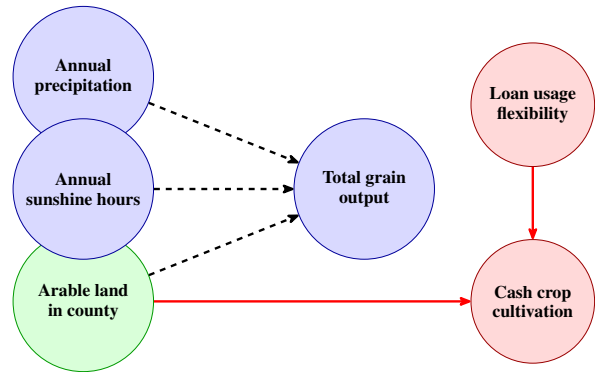 Annual
precipitation
Loan usage
flexibility
Annual
sunshine hours
Total grain
output
Arable land
in county
Cash crop
cultivation